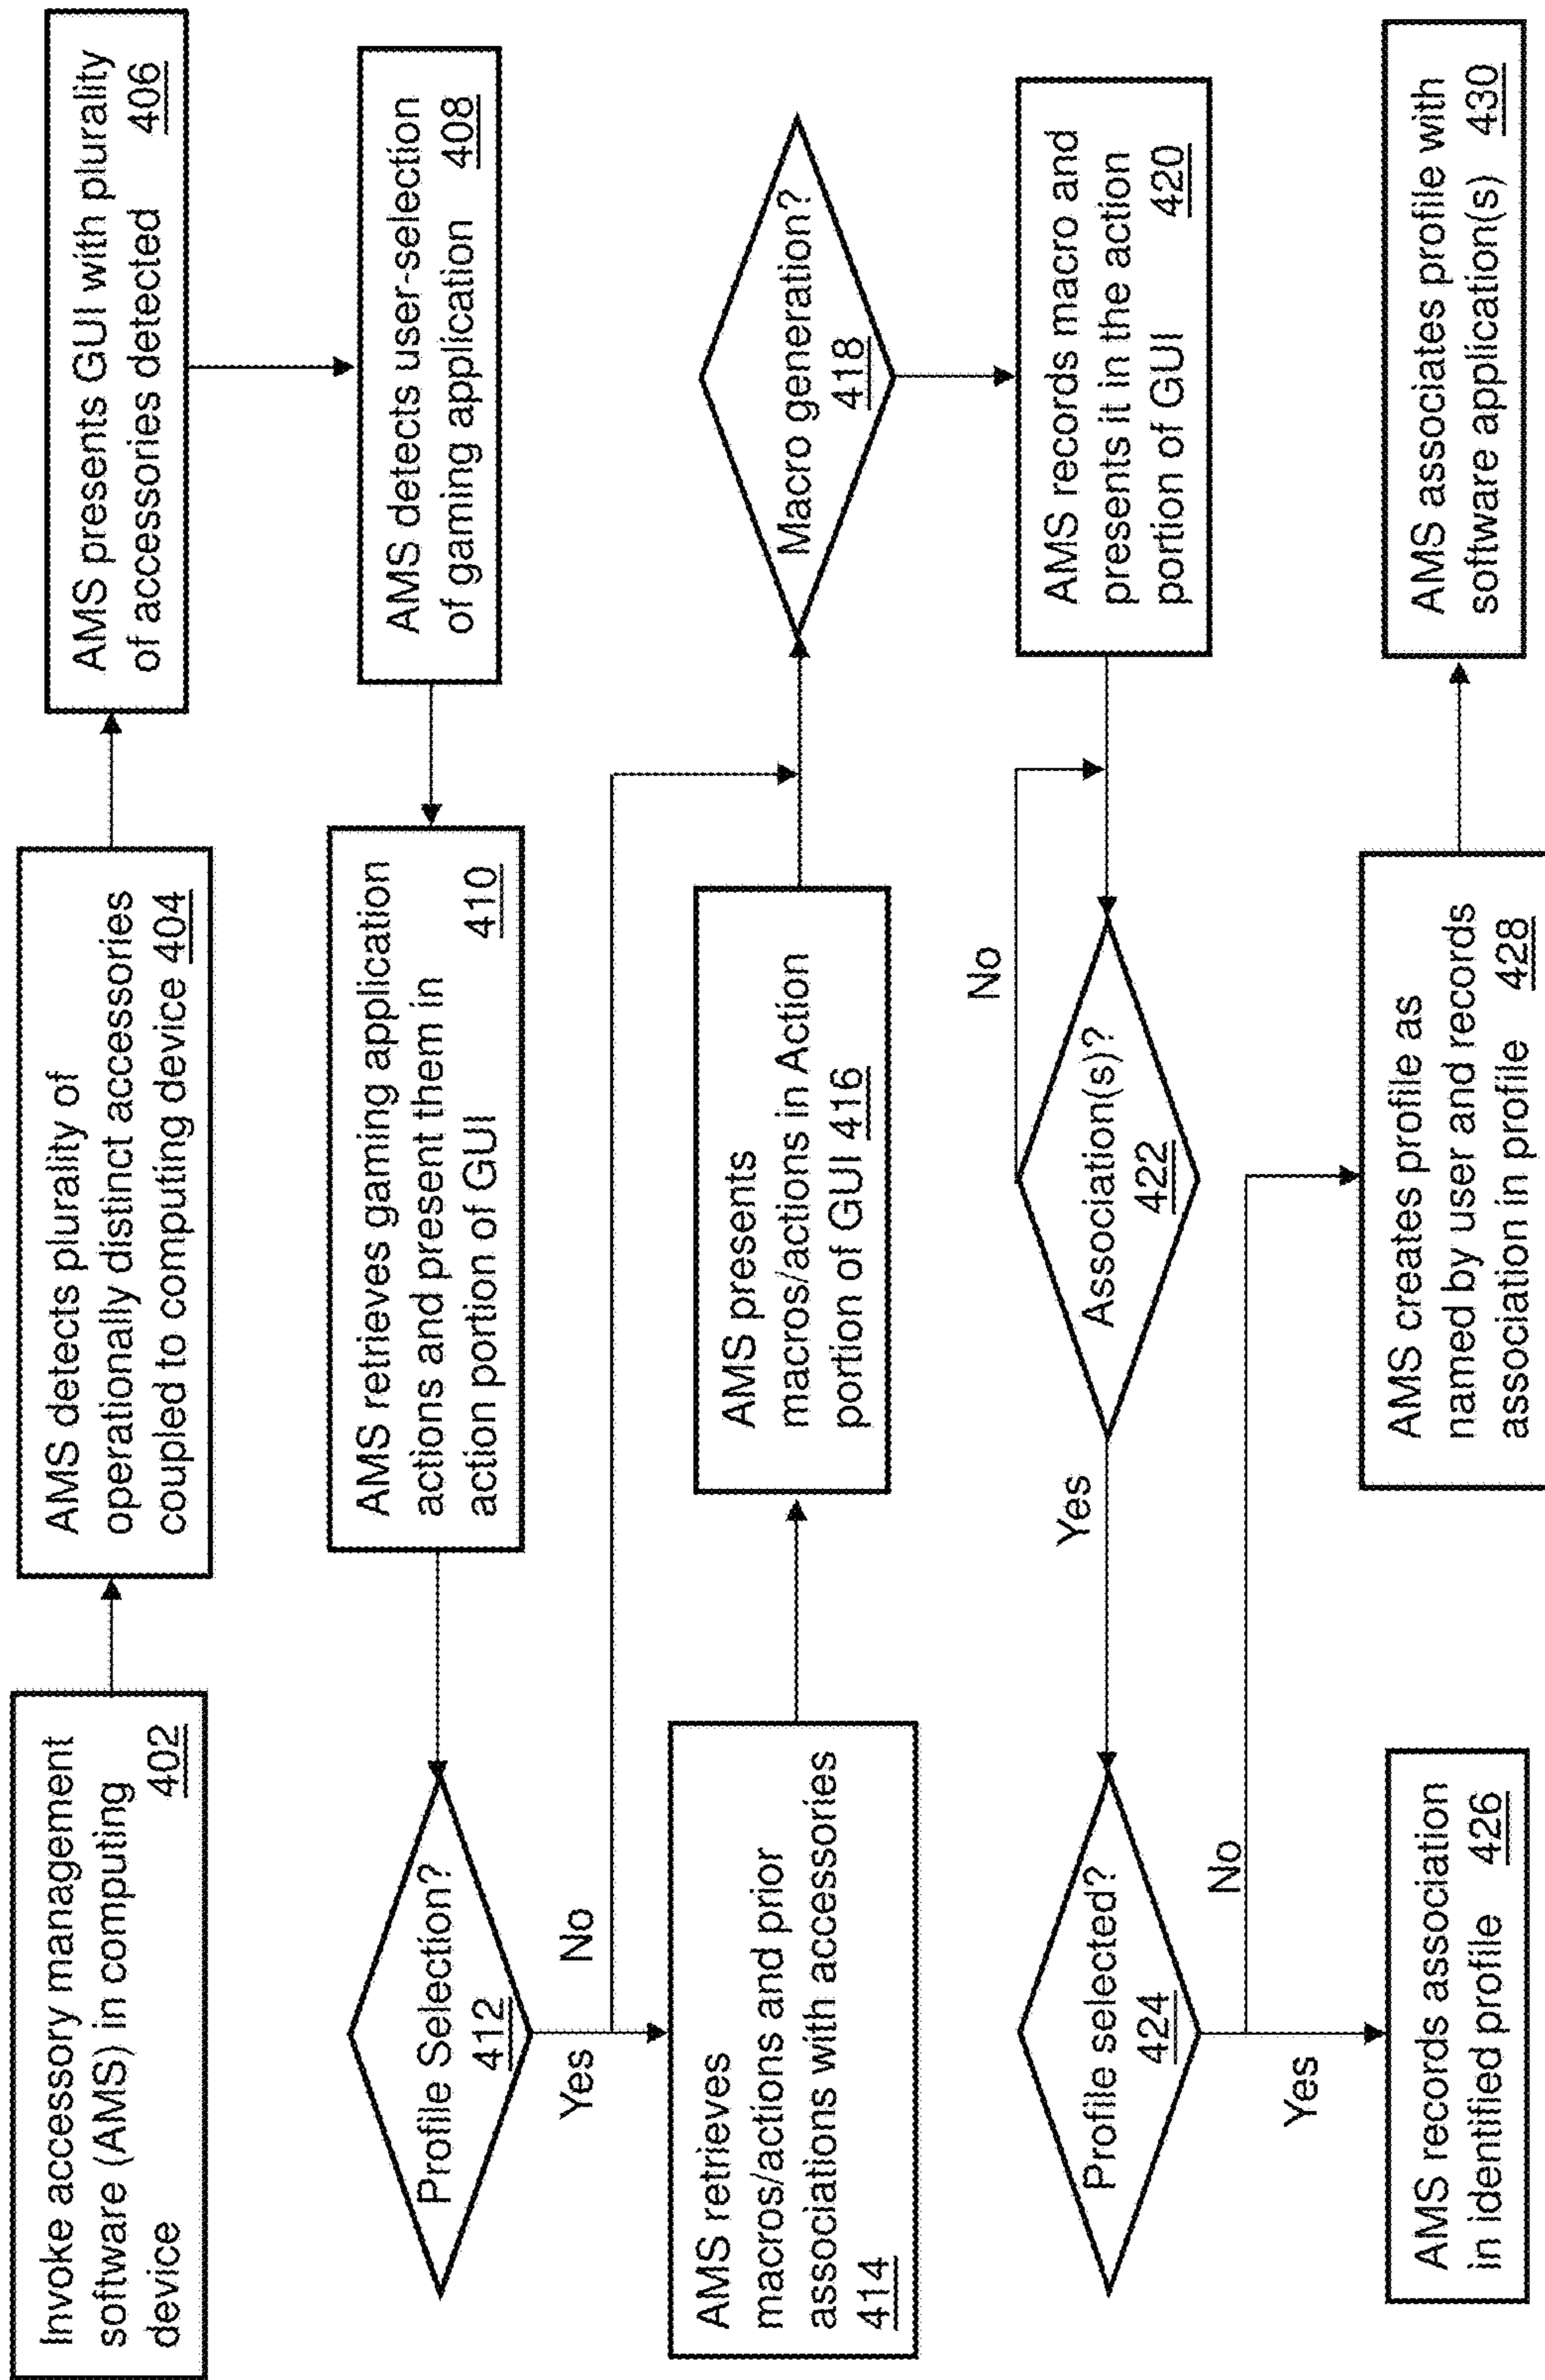 Invoke accessory management
software (AMS) in computing
device 402
AMS detects plurality of
operationally distinct accessories
coupled to computing device 404
AMS presents GUI with plurality
of accessories detected 406
AMS detects user-selection
of gaming application 408
AMS retrieves gaming application
actions and present them in
action portion of GUI 410
Profile Selection?
412
Yes
No
AMS retrieves
macros/actions and prior
associations with accessories
414
AMS presents
macros/actions in Action
portion of GUI 416
Macro generation?
418
AMS records macro and
presents it in the action
portion of GUI 420
Association(s)?
422
No
Yes
Profile selected?
424
Yes
No
AMS records association
in identified profile 426
AMS creates profile as
named by user and records
association in profile 428
AMS associates profile with
software application(s) 430